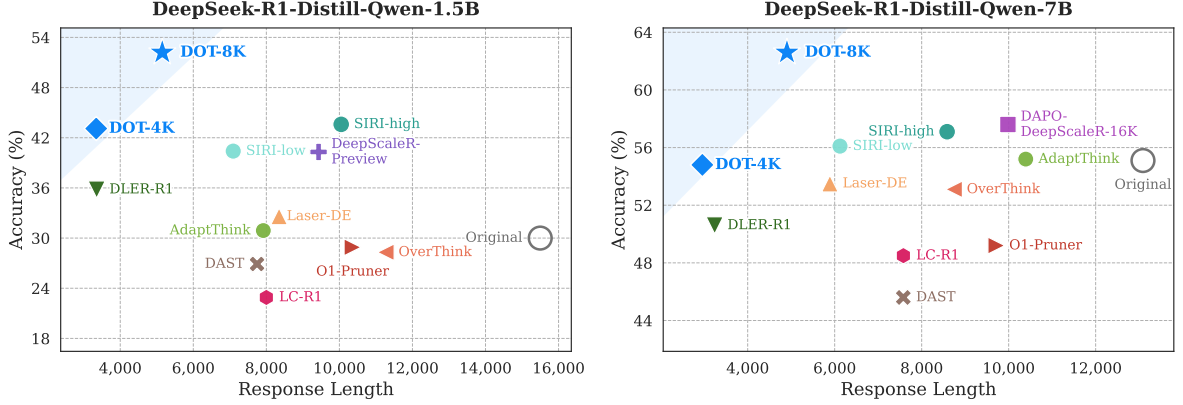 DeepSeek-R1-Distill-Qwen-1.5B
Accuracy (%)
54
48
42
36
30
24
18
DOT-8K
DOT-4K
SIRI-high
SIRI-low
DeepScaleR-
Preview
DLER-R1
Laser-DE
AdaptThink
Original
OverThink
DAST
O1-Pruner
LC-R1
4,000
6,000
8,000
10,000
12,000
14,000
16,000
Response Length
DeepSeek-R1-Distill-Qwen-7B
Accuracy (%)
64
60
56
52
48
44
DOT-8K
DAPO-
DeepScaleR-16K
SIRI-high
SIRI-low
AdaptThink
DOT-4K
Original
Laser-DE
OverThink
DLER-R1
O1-Pruner
LC-R1
DAST
4,000
6,000
8,000
10,000
12,000
Response Length